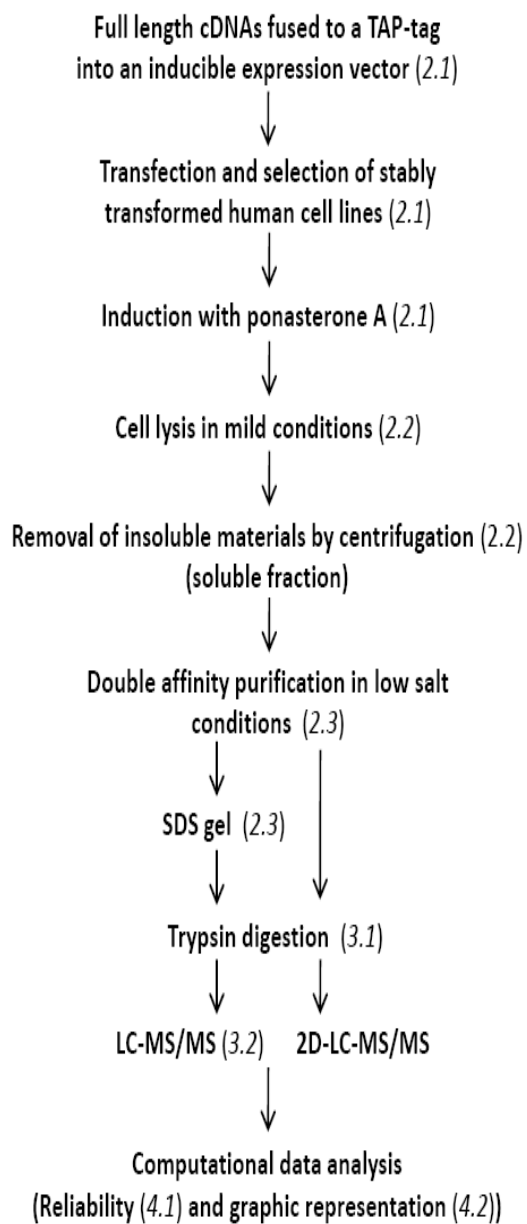 Full length cDNAs fused to a TAP-tag
into an inducible expression vector (2.1)
Transfection and selection of stably
transformed human cell lines (2.1)
Induction with ponasterone A (2.1)
Cell lysis in mild conditions (2.2)
Removal of insoluble materials by centrifugation (2.2)
(soluble fraction)
Double affinity purification in low salt
conditions (2.3)
SDS gel (2.3)
Trypsin digestion (3.1)
LC-MS/MS (3.2) 2D-LC-MS/MS
Computational data analysis
(Reliability (4.1) and graphic representation (4.2))